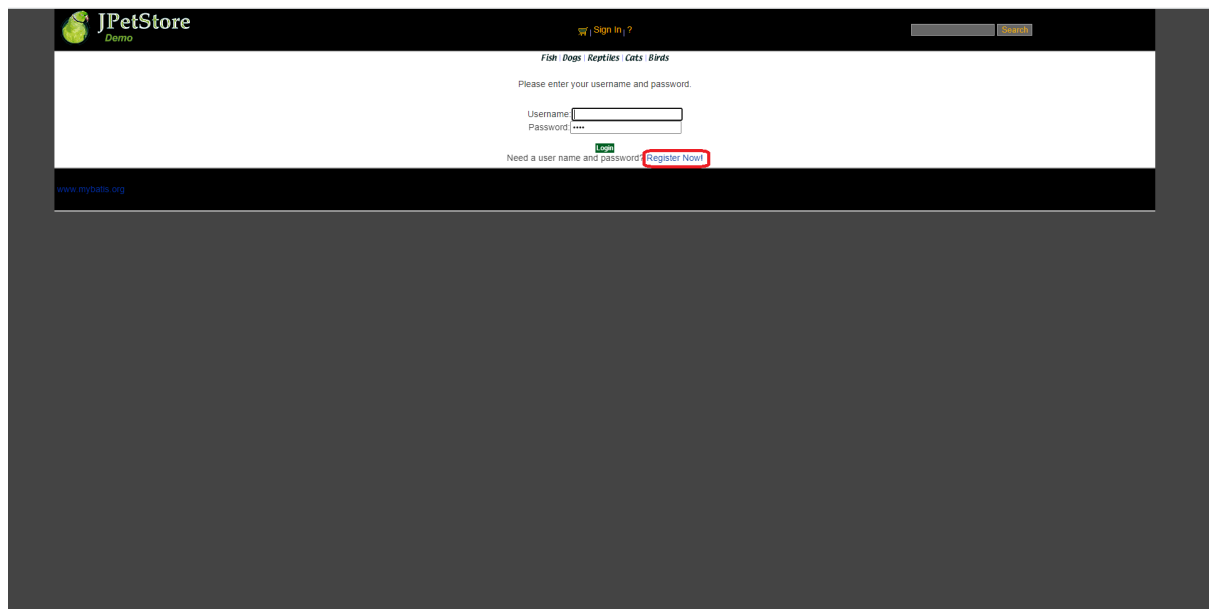 JPetStore
Demo
Sign In | ?
Search
Fish | Dogs | Reptiles | Cats | Birds
Please enter your username and password.
Username:
Password: ••••
Login
Need a user name and password? Register Now!
www.mybatis.org